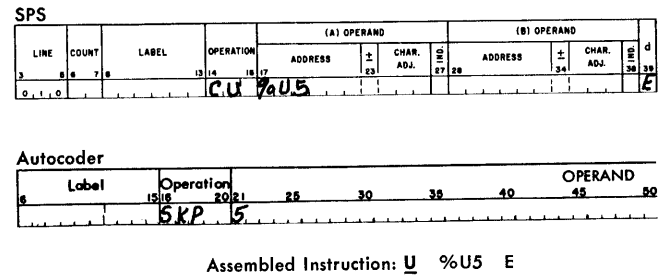 SPS
(A) OPERAND (B) OPERAND
LINE COUNT LABEL OPERATION ADDRESS ± CHAR. ADJ. IND. ADDRESS ± CHAR. ADJ. IND. d
3 5 6 7 8 13 14 16 17 23 27 28 34 38 39
0 1 0 C U %U5 E
Autocoder
Label Operation OPERAND
6 15 16 20 21 25 30 35 40 45 50
S K P 5
Assembled Instruction: U %U5 E